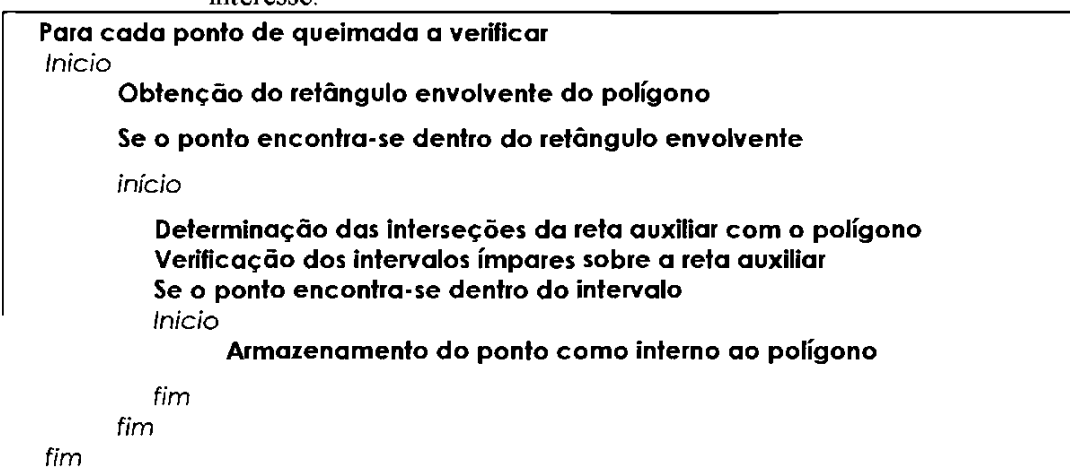 interesse.
Para cada ponto de queimada a verificar
Inicio
Obtenção do retângulo envolvente do polígono
Se o ponto encontra-se dentro do retângulo envolvente
início
Determinação das interseções da reta auxiliar com o polígono
Verificação dos intervalos ímpares sobre a reta auxiliar
Se o ponto encontra-se dentro do intervalo
Inicio
Armazenamento do ponto como interno ao polígono
fim
fim
fim